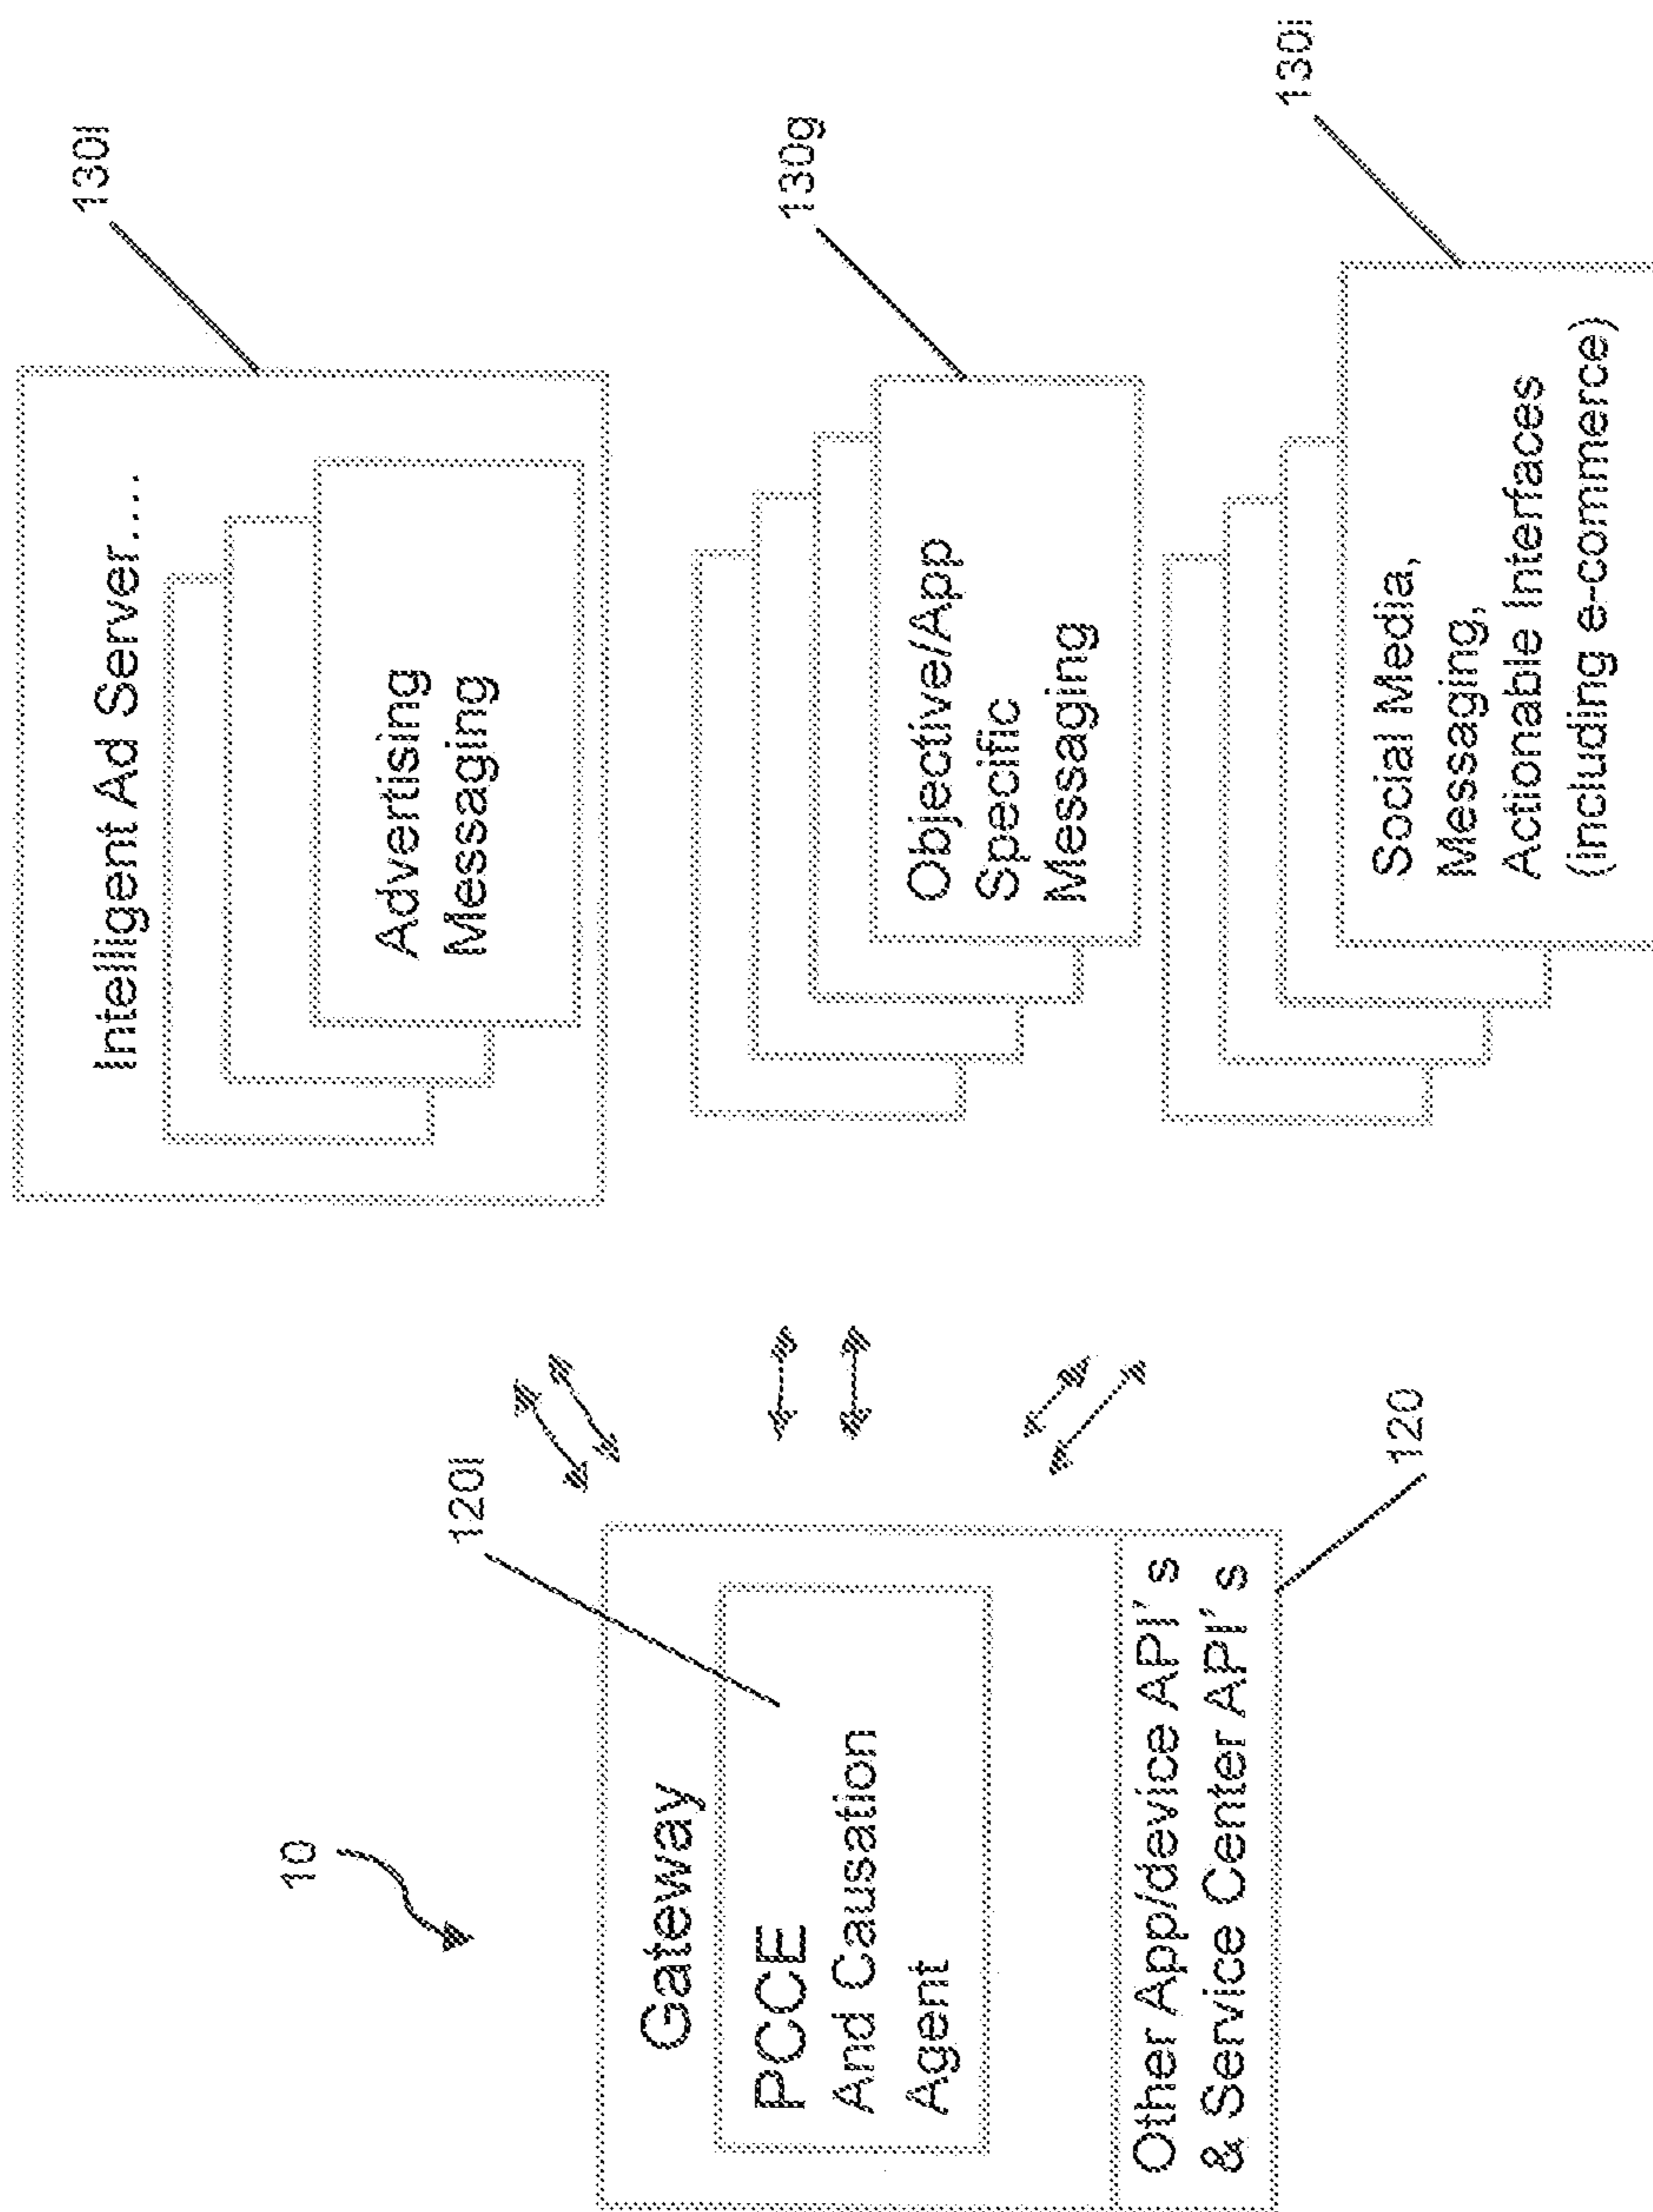 10
120l
Gateway
PCCE
And Causation
Agent
Other App/device API's
& Service Center API's
120
130l
Intelligent Ad Server....
Advertising
Messaging
130g
Objective/App
Specific
Messaging
130i
Social Media,
Messaging,
Actionable Interfaces
(including e-commerce)